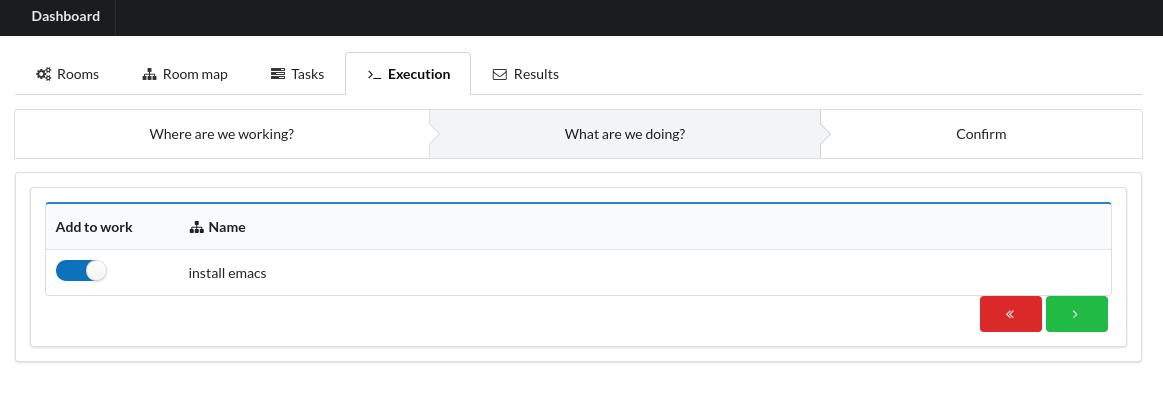 Dashboard
Rooms
Room map
Tasks
Execution
Results
Where are we working?
What are we doing?
Confirm
Add to work
Name
install emacs